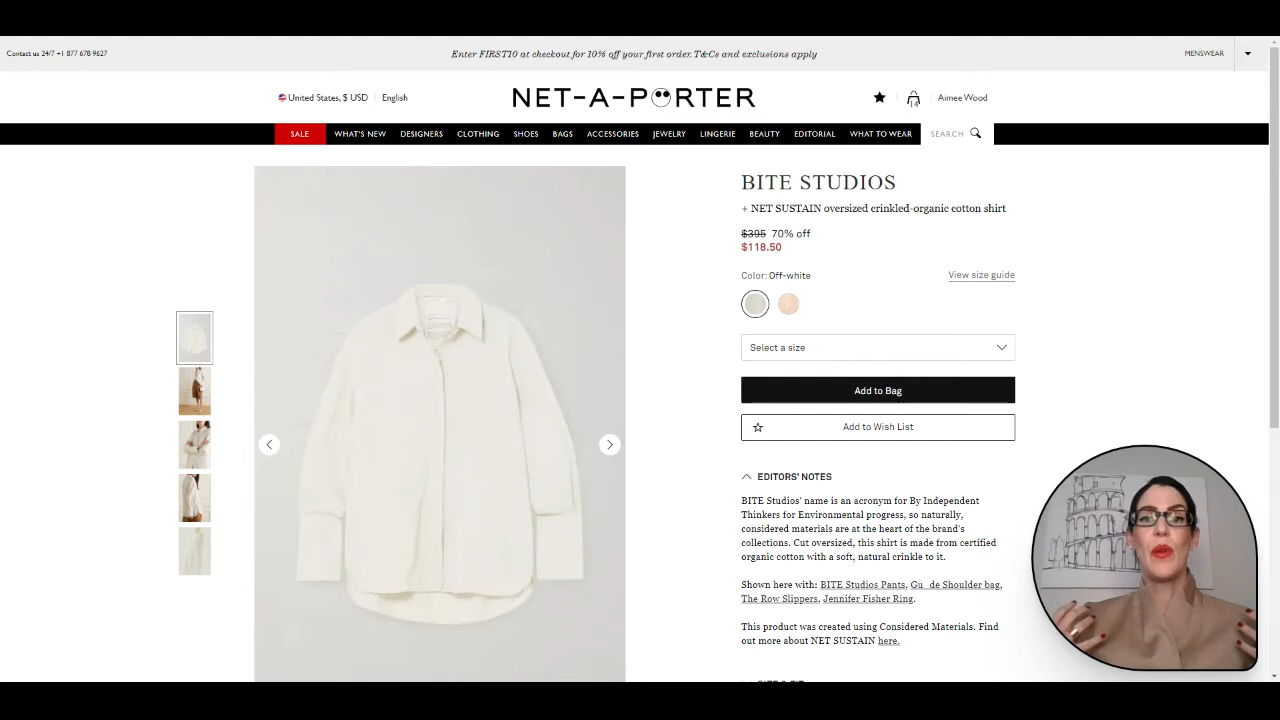 Contact us 24/7 +1 877 678 9627
Enter FIRST10 at checkout for 10% off your first order. T&Cs and exclusions apply
MENSWEAR
United States, $ USD
English
NET-A-PORTER
14
Aimee Wood
SALE
WHAT'S NEW
DESIGNERS
CLOTHING
SHOES
BAGS
ACCESSORIES
JEWELRY
LINGERIE
BEAUTY
EDITORIAL
WHAT TO WEAR
SEARCH
BITE STUDIOS
+ NET SUSTAIN oversized crinkled-organic cotton shirt
$395 70% off
$118.50
Color: Off-white
View size guide
Select a size
Add to Bag
Add to Wish List
EDITORS' NOTES
BITE Studios' name is an acronym for By Independent
Thinkers for Environmental progress, so naturally,
considered materials are at the heart of the brand's
collections. Cut oversized, this shirt is made from certified
organic cotton with a soft, natural crinkle to it.
Shown here with: BITE Studios Pants, Gu de Shoulder bag,
The Row Slippers, Jennifer Fisher Ring.
This product was created using Considered Materials. Find
out more about NET SUSTAIN here.